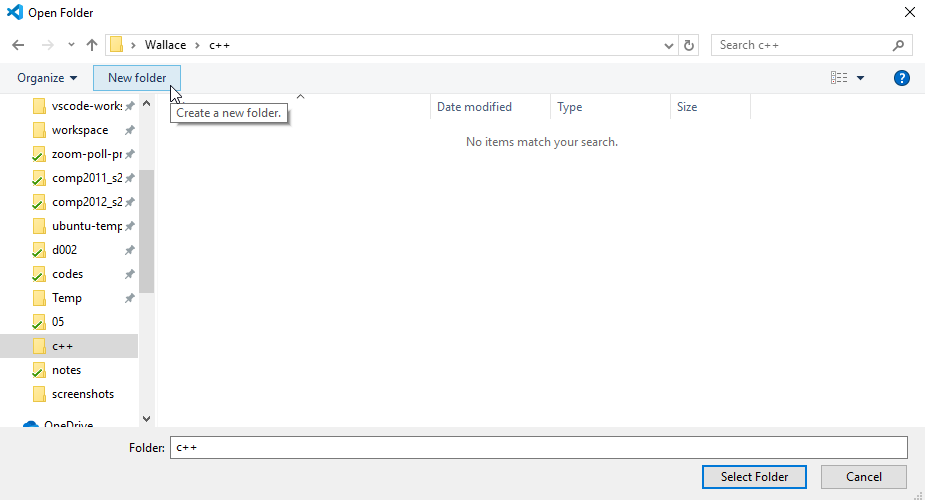 Open Folder
Wallace c++
Search c++
Organize New folder
Create a new folder.
Date modified Type Size
No items match your search.
vscode-works
workspace
zoom-poll-pr
comp2011_s2
comp2012_s2
ubuntu-temp
d002
codes
Temp
05
c++
notes
screenshots
OneDrive
Folder: c++
Select Folder Cancel